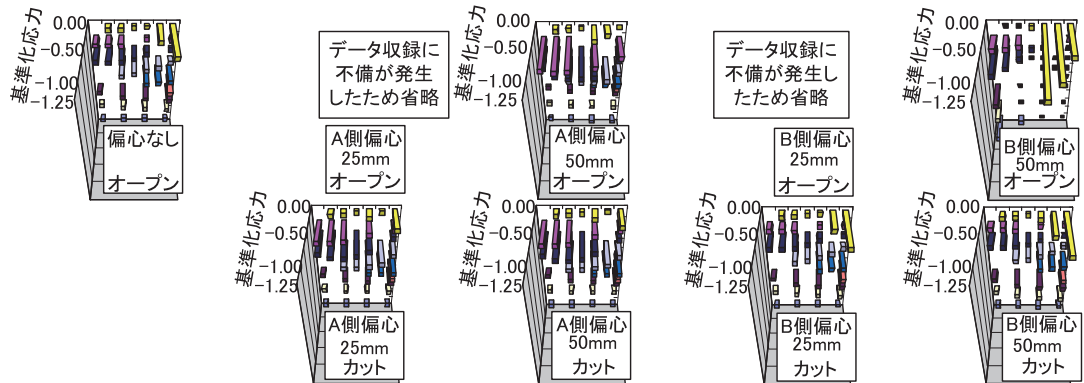 基準化応力
0.00
-0.50
-1.00
-1.25
偏心なし
オープン
データ収録に
不備が発生
したため省略
A側偏心
25mm
オープン
基準化応力
0.00
-0.50
-1.00
-1.25
A側偏心
50mm
オープン
データ収録に
不備が発生し
たため省略
B側偏心
25mm
オープン
基準化応力
0.00
-0.50
-1.00
-1.25
B側偏心
50mm
オープン
基準化応力
0.00
-0.50
-1.00
-1.25
A側偏心
25mm
カット
基準化応力
0.00
-0.50
-1.00
-1.25
A側偏心
50mm
カット
基準化応力
0.00
-0.50
-1.00
-1.25
B側偏心
25mm
カット
基準化応力
0.00
-0.50
-1.00
-1.25
B側偏心
50mm
カット